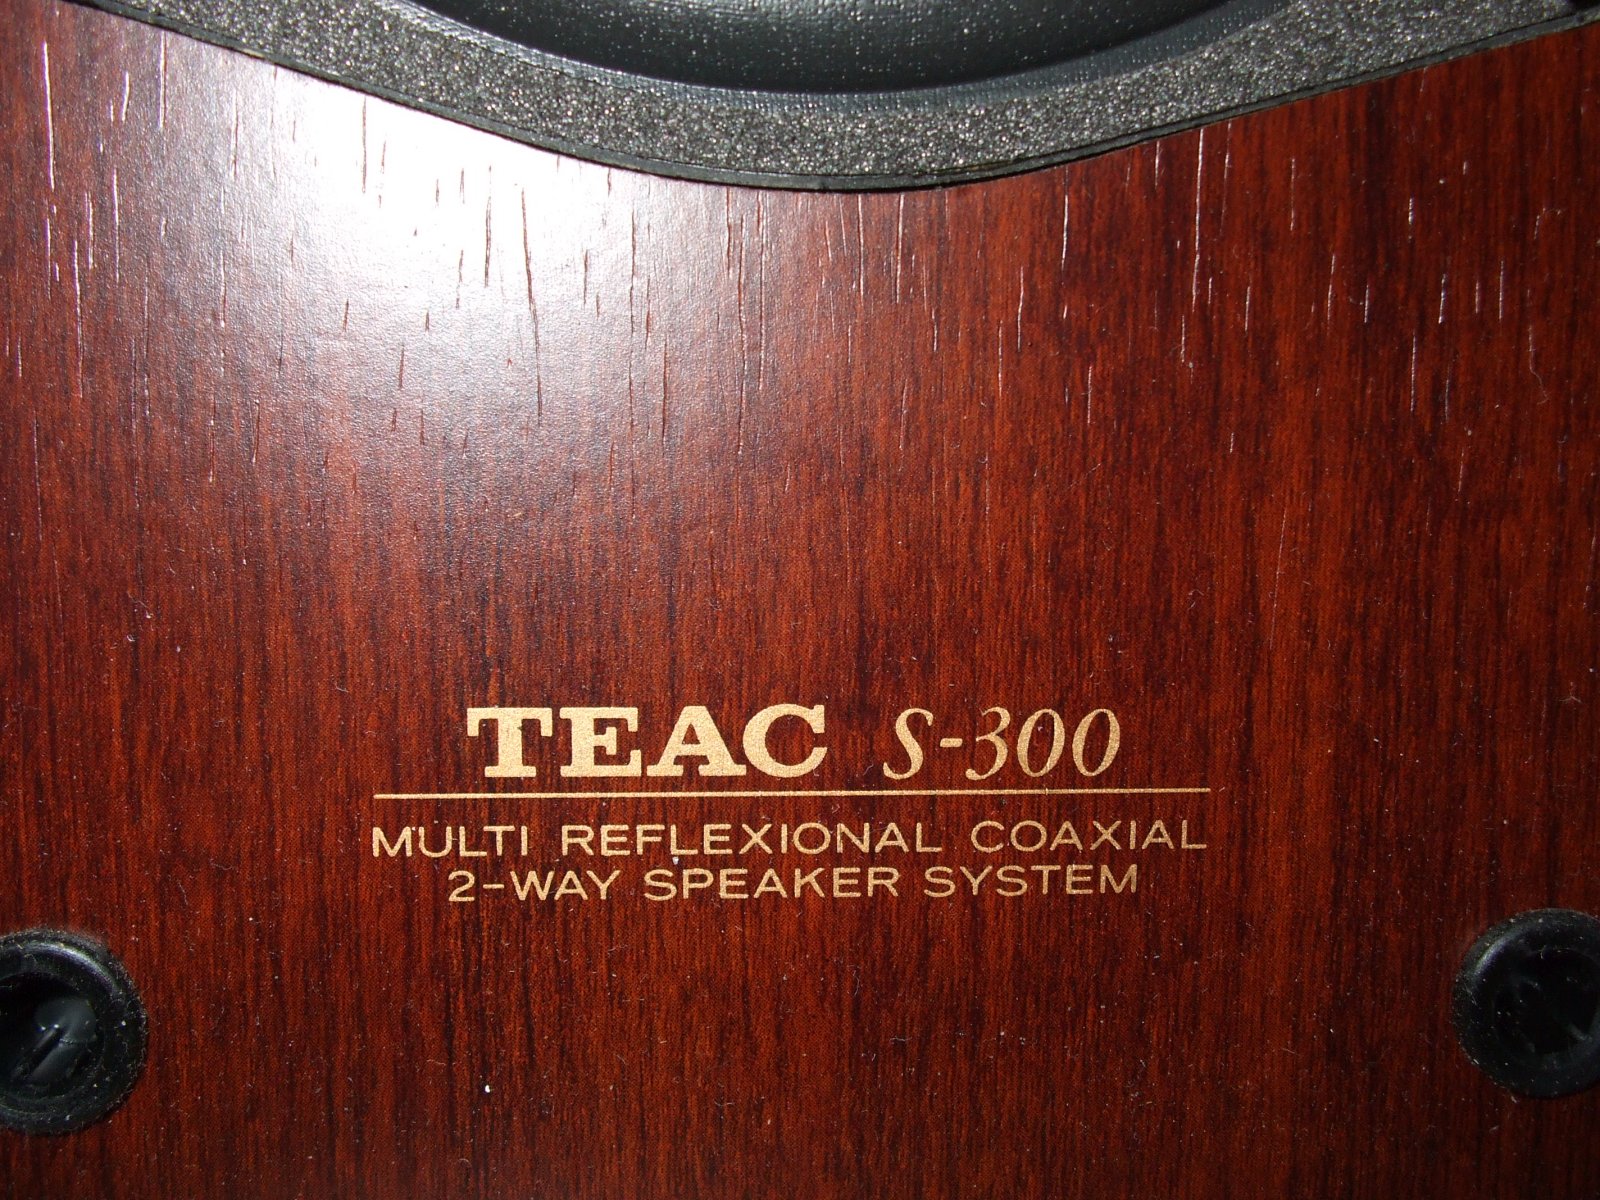 TEAC S-300
MULTI REFLEXIONAL COAXIAL
2-WAY SPEAKER SYSTEM